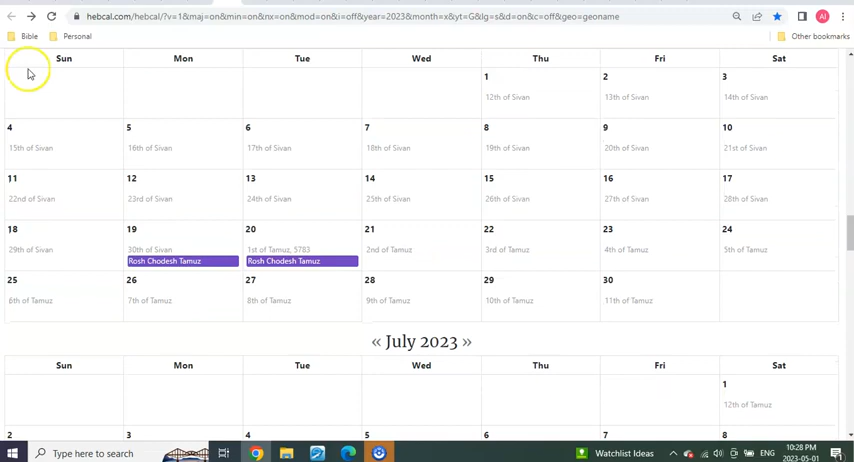 hebcal.com/hebcal/?v=1&maj=on&min=on&nx=on&mod=on&i=off&year=2023&month=x&yt=G&lg=s&d=on&c=off&geo=geoname
AI
Bible Personal Other bookmarks
Sun Mon Tue Wed Thu Fri Sat
1 2 3
12th of Sivan 13th of Sivan 14th of Sivan
4 5 6 7 8 9 10
15th of Sivan 16th of Sivan 17th of Sivan 18th of Sivan 19th of Sivan 20th of Sivan 21st of Sivan
11 12 13 14 15 16 17
22nd of Sivan 23rd of Sivan 24th of Sivan 25th of Sivan 26th of Sivan 27th of Sivan 28th of Sivan
18 19 20 21 22 23 24
29th of Sivan 30th of Sivan 1st of Tamuz, 5783 2nd of Tamuz 3rd of Tamuz 4th of Tamuz 5th of Tamuz
Rosh Chodesh Tamuz Rosh Chodesh Tamuz
25 26 27 28 29 30
6th of Tamuz 7th of Tamuz 8th of Tamuz 9th of Tamuz 10th of Tamuz 11th of Tamuz
« July 2023 »
Sun Mon Tue Wed Thu Fri Sat
1
12th of Tamuz
2 3 4 5 6 7 8
Type here to search Watchlist Ideas ENG 10:28 PM
2023-05-01